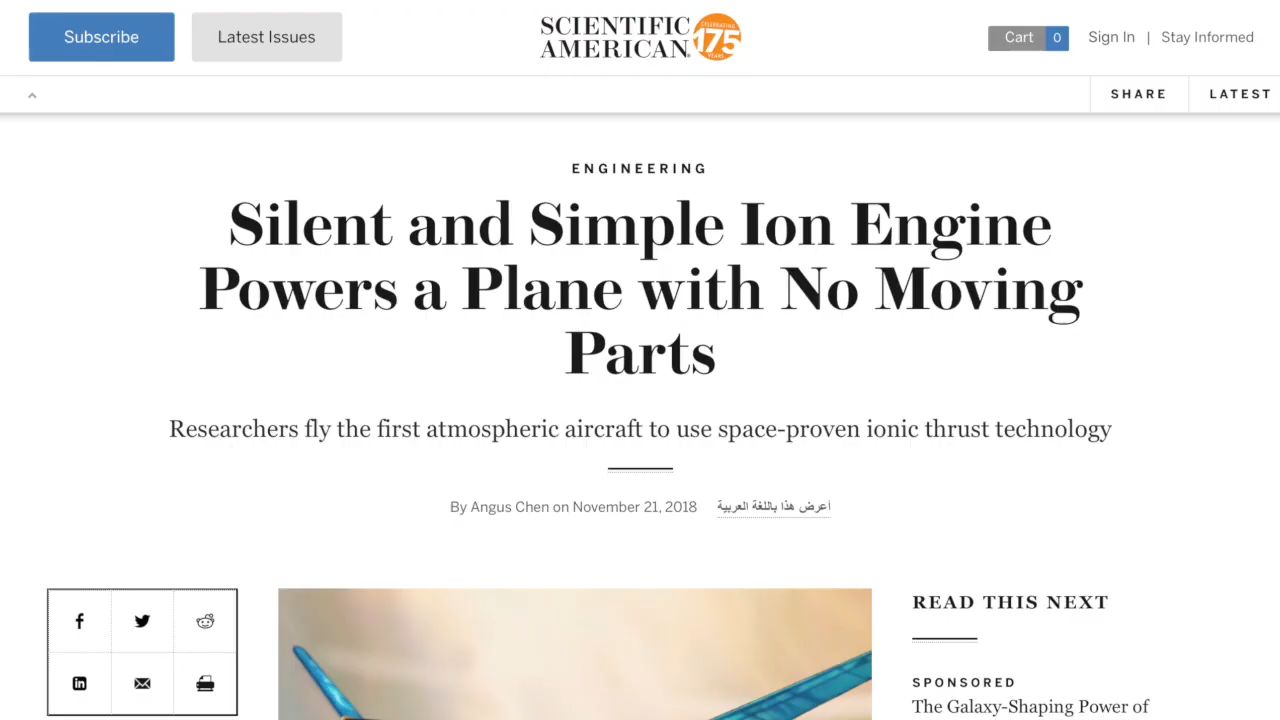 Subscribe
Latest Issues
SCIENTIFIC
AMERICAN
CELEBRATING
175
YEARS
Cart 0
Sign In | Stay Informed
SHARE
LATEST
ENGINEERING
Silent and Simple Ion Engine
Powers a Plane with No Moving
Parts
Researchers fly the first atmospheric aircraft to use space-proven ionic thrust technology
By Angus Chen on November 21, 2018
أعرض هذا باللغة العربية
READ THIS NEXT
SPONSORED
The Galaxy-Shaping Power of